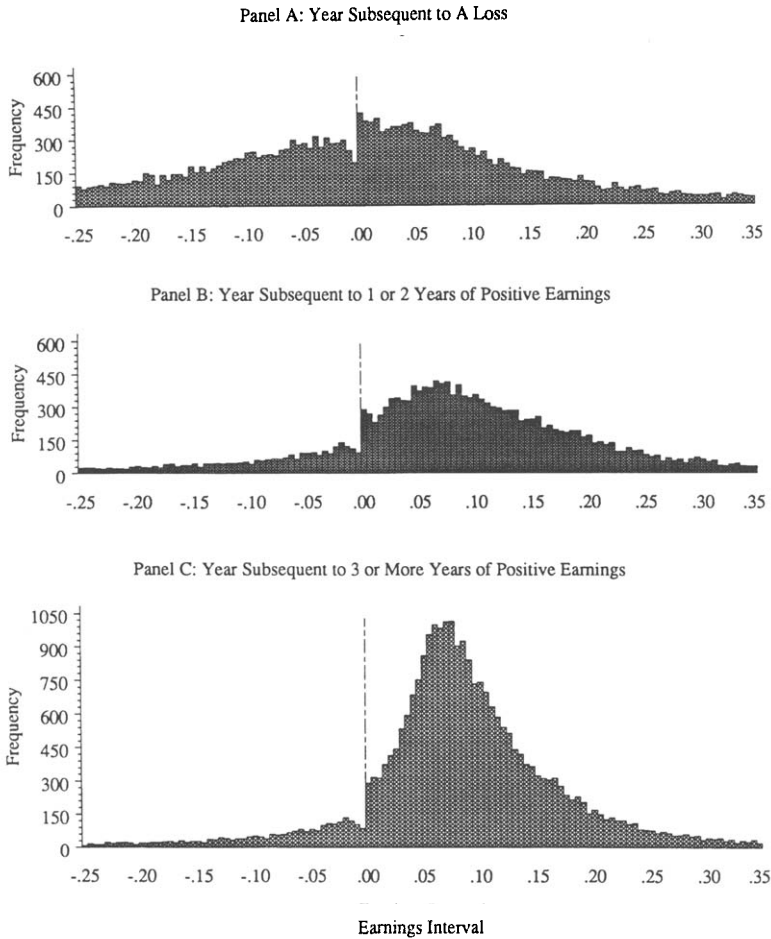 Panel A: Year Subsequent to A Loss
600
450
300
150
0
Frequency
-.25 -.20 -.15 -.10 -.05 .00 .05 .10 .15 .20 .25 .30 .35
Panel B: Year Subsequent to 1 or 2 Years of Positive Earnings
600
450
300
150
0
Frequency
-.25 -.20 -.15 -.10 -.05 .00 .05 .10 .15 .20 .25 .30 .35
Panel C: Year Subsequent to 3 or More Years of Positive Earnings
1050
900
750
600
450
300
150
0
Frequency
-.25 -.20 -.15 -.10 -.05 .00 .05 .10 .15 .20 .25 .30 .35
Earnings Interval